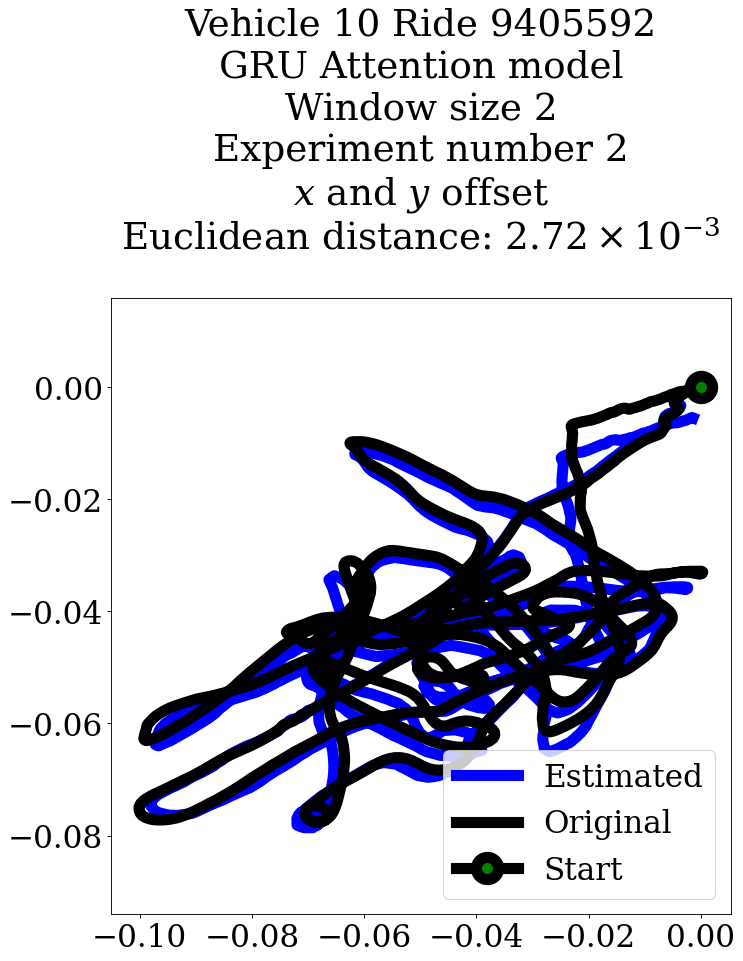 Vehicle 10 Ride 9405592
GRU Attention model
Window size 2
Experiment number 2
x and y offset
Euclidean distance: 2.72 × 10⁻³
0.00
−0.02
−0.04
−0.06
−0.08
Estimated
Original
Start
−0.10 −0.08 −0.06 −0.04 −0.02 0.00